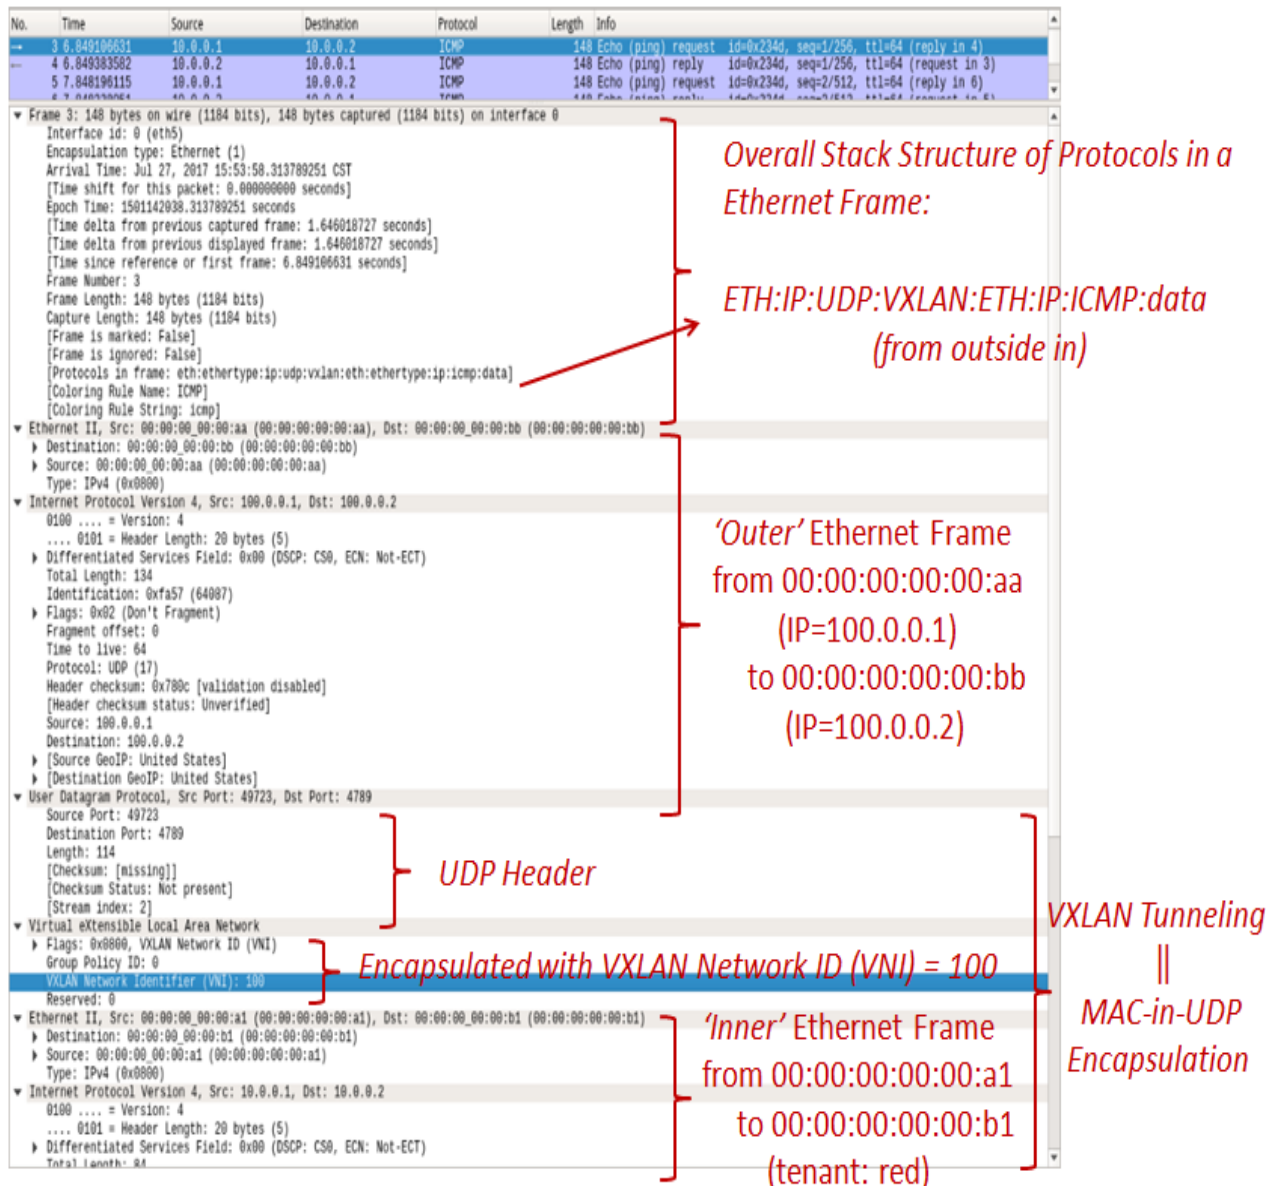 No. Time Source Destination Protocol Length Info
3 6.849106631 10.0.0.1 10.0.0.2 ICMP 148 Echo (ping) request id=0x234d, seq=1/256, ttl=64 (reply in 4)
4 6.849383582 10.0.0.2 10.0.0.1 ICMP 148 Echo (ping) reply id=0x234d, seq=1/256, ttl=64 (request in 3)
5 7.848196115 10.0.0.1 10.0.0.2 ICMP 148 Echo (ping) request id=0x234d, seq=2/512, ttl=64 (reply in 6)
Frame 3: 148 bytes on wire (1184 bits), 148 bytes captured (1184 bits) on interface 0
Interface id: 0 (eth5)
Encapsulation type: Ethernet (1)
Arrival Time: Jul 27, 2017 15:53:58.313789251 CST
[Time shift for this packet: 0.000000000 seconds]
Epoch Time: 1501142038.313789251 seconds
[Time delta from previous captured frame: 1.646018727 seconds]
[Time delta from previous displayed frame: 1.646018727 seconds]
[Time since reference or first frame: 6.849106631 seconds]
Frame Number: 3
Frame Length: 148 bytes (1184 bits)
Capture Length: 148 bytes (1184 bits)
[Frame is marked: False]
[Frame is ignored: False]
[Protocols in frame: eth:ethertype:ip:udp:vxlan:eth:ethertype:ip:icmp:data]
[Coloring Rule Name: ICMP]
[Coloring Rule String: icmp]
Overall Stack Structure of Protocols in a
Ethernet Frame:
ETH:IP:UDP:VXLAN:ETH:IP:ICMP:data
(from outside in)
Ethernet II, Src: 00:00:00_00:00:aa (00:00:00:00:00:aa), Dst: 00:00:00_00:00:bb (00:00:00:00:00:bb)
Destination: 00:00:00_00:00:bb (00:00:00:00:00:bb)
Source: 00:00:00_00:00:aa (00:00:00:00:00:aa)
Type: IPv4 (0x0800)
Internet Protocol Version 4, Src: 100.0.0.1, Dst: 100.0.0.2
0100 .... = Version: 4
.... 0101 = Header Length: 20 bytes (5)
Differentiated Services Field: 0x00 (DSCP: CS0, ECN: Not-ECT)
Total Length: 134
Identification: 0xfa57 (64087)
Flags: 0x02 (Don't Fragment)
Fragment offset: 0
Time to live: 64
Protocol: UDP (17)
Header checksum: 0x780c [validation disabled]
[Header checksum status: Unverified]
Source: 100.0.0.1
Destination: 100.0.0.2
[Source GeoIP: United States]
[Destination GeoIP: United States]
'Outer' Ethernet Frame
from 00:00:00:00:00:aa
(IP=100.0.0.1)
to 00:00:00:00:00:bb
(IP=100.0.0.2)
User Datagram Protocol, Src Port: 49723, Dst Port: 4789
Source Port: 49723
Destination Port: 4789
Length: 114
[Checksum: [missing]]
[Checksum Status: Not present]
[Stream index: 2]
UDP Header
Virtual eXtensible Local Area Network
Flags: 0x0800, VXLAN Network ID (VNI)
Group Policy ID: 0
VXLAN Network Identifier (VNI): 100
Reserved: 0
Encapsulated with VXLAN Network ID (VNI) = 100
Ethernet II, Src: 00:00:00_00:00:a1 (00:00:00:00:00:a1), Dst: 00:00:00_00:00:b1 (00:00:00:00:00:b1)
Destination: 00:00:00_00:00:b1 (00:00:00:00:00:b1)
Source: 00:00:00_00:00:a1 (00:00:00:00:00:a1)
Type: IPv4 (0x0800)
Internet Protocol Version 4, Src: 10.0.0.1, Dst: 10.0.0.2
0100 .... = Version: 4
.... 0101 = Header Length: 20 bytes (5)
Differentiated Services Field: 0x00 (DSCP: CS0, ECN: Not-ECT)
Total Length: 84
'Inner' Ethernet Frame
from 00:00:00:00:00:a1
to 00:00:00:00:00:b1
(tenant: red)
VXLAN Tunneling
||
MAC-in-UDP
Encapsulation